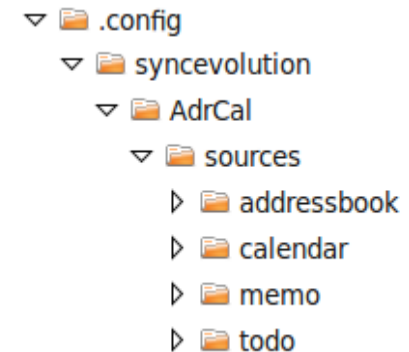 .config
syncevolution
AdrCal
sources
addressbook
calendar
memo
todo